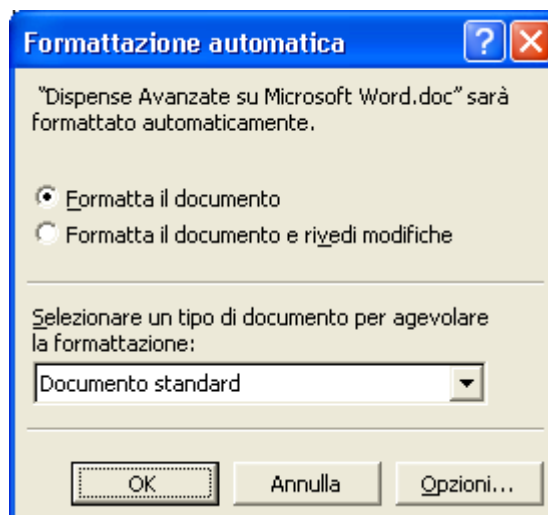 Formattazione automatica
"Dispense Avanzate su Microsoft Word.doc" sarà
formattato automaticamente.
Formatta il documento
Formatta il documento e rivedi modifiche
Selezionare un tipo di documento per agevolare
la formattazione:
Documento standard
OK Annulla Opzioni...